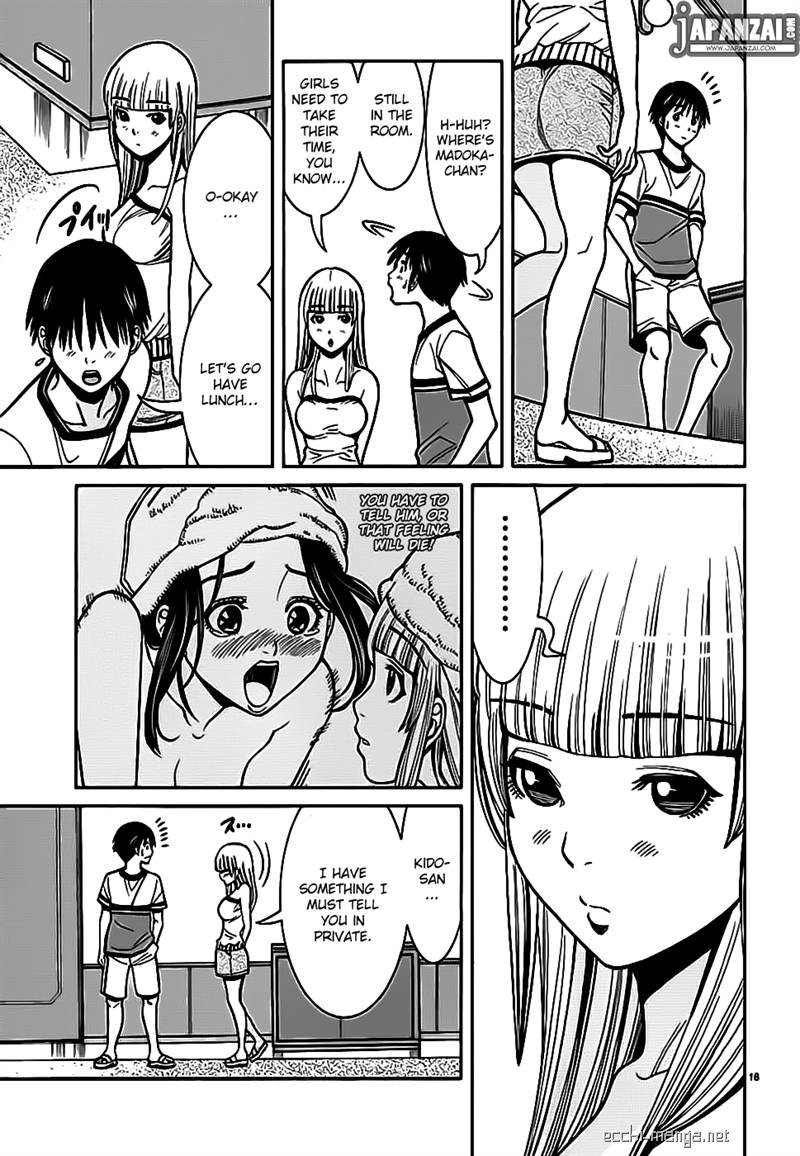 JAPANZAI.COM
WWW.JAPANZAI.COM
H-HUH?
WHERE'S
MADOKA-
CHAN?
STILL
IN THE
ROOM.
GIRLS
NEED TO
TAKE
THEIR
TIME,
YOU
KNOW...
O-OKAY
...
プイッ
LET'S GO
HAVE
LUNCH...
.........
YOU HAVE TO
TELL HIM, OR
THAT FEELING
WILL DIE!
KIDO-
SAN
...
I HAVE
SOMETHING I
MUST TELL
YOU IN
PRIVATE.
ス...
18
ecchi-manga.net